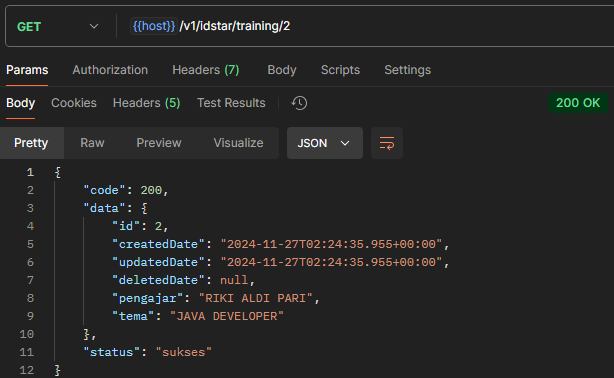 GET {{host}} /v1/idstar/training/2
Params Authorization Headers (7) Body Scripts Settings
Body Cookies Headers (5) Test Results 200 OK
Pretty Raw Preview Visualize JSON
1 {
2 "code": 200,
3 "data": {
4 "id": 2,
5 "createdDate": "2024-11-27T02:24:35.955+00:00",
6 "updatedDate": "2024-11-27T02:24:35.955+00:00",
7 "deletedDate": null,
8 "pengajar": "RIKI ALDI PARI",
9 "tema": "JAVA DEVELOPER"
10 },
11 "status": "sukses"
12 }